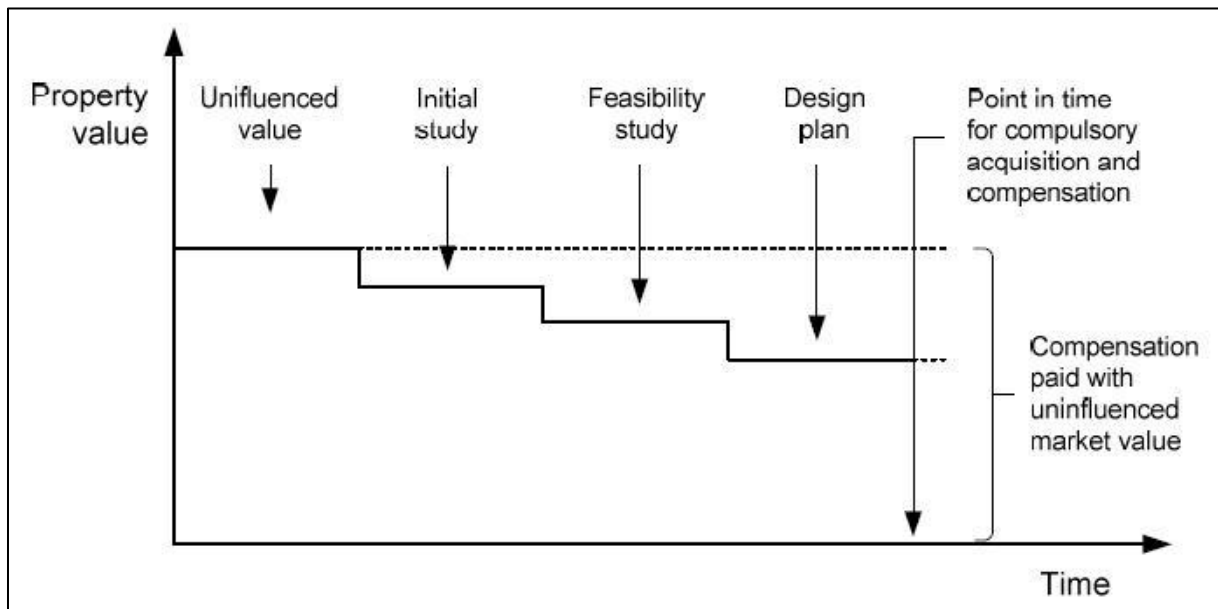 Property
value
Unifluenced
value
Initial
study
Feasibility
study
Design
plan
Point in time
for compulsory
acquisition and
compensation
Compensation
paid with
uninfluenced
market value
Time